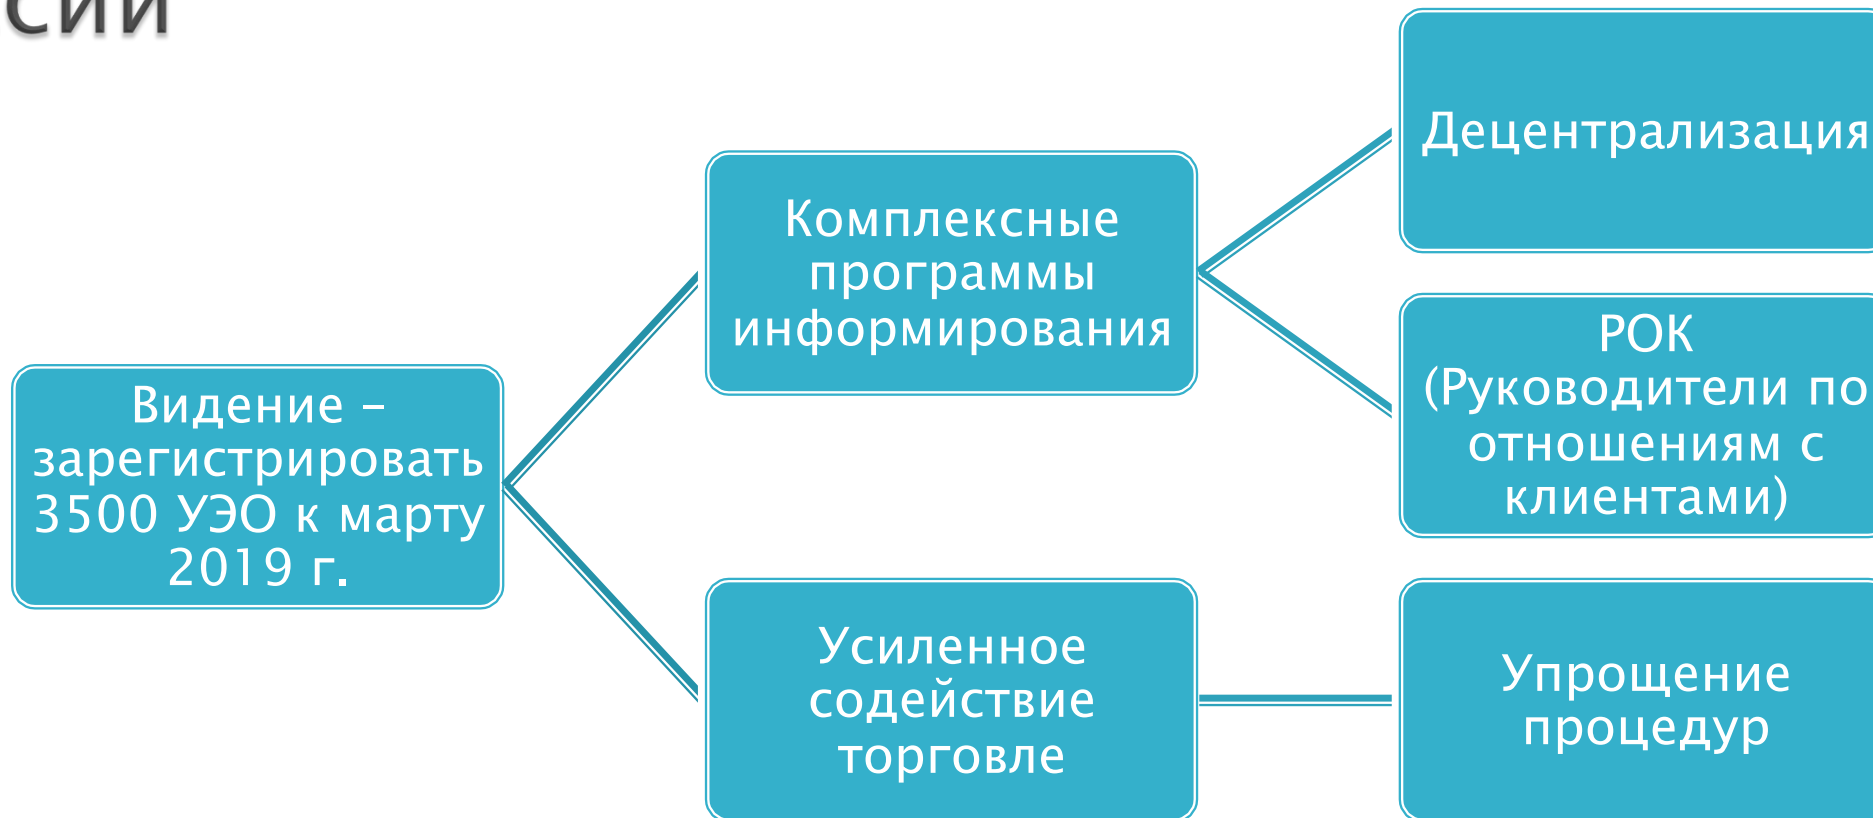 Видение –
зарегистрировать
3500 УЭО к марту
2019 г.
Комплексные
программы
информирования
Усиленное
содействие
торговле
Децентрализация
РОК
(Руководители по
отношениям с
клиентами)
Упрощение
процедур